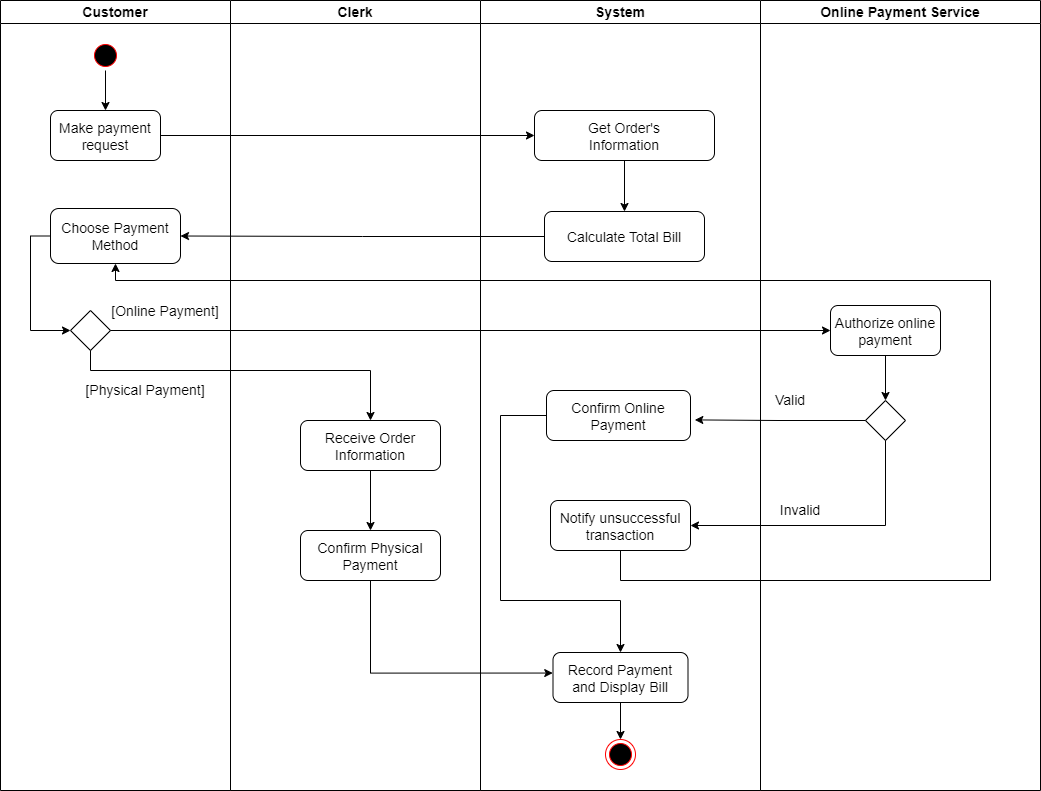 Customer
Clerk
System
Online Payment Service
Make payment
request
Get Order's
Information
Choose Payment
Method
Calculate Total Bill
[Online Payment]
Authorize online
payment
[Physical Payment]
Valid
Confirm Online
Payment
Receive Order
Information
Invalid
Notify unsuccessful
transaction
Confirm Physical
Payment
Record Payment
and Display Bill